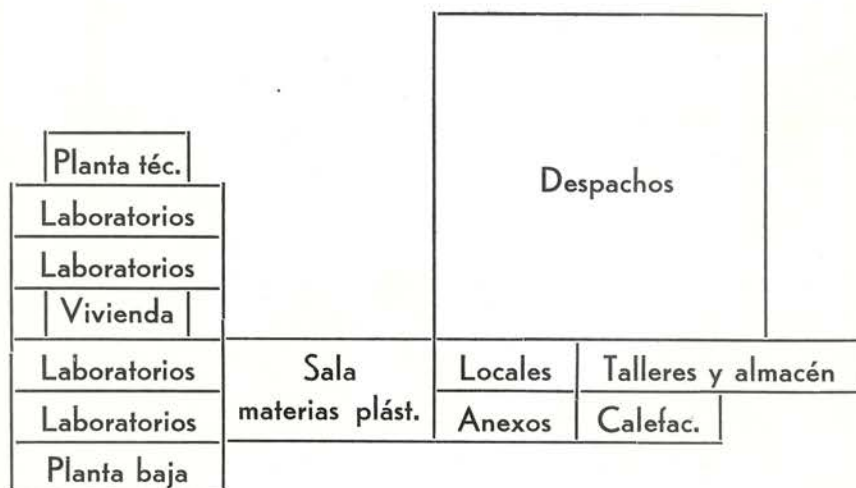 Planta téc.
Laboratorios
Laboratorios
Vivienda
Laboratorios
Laboratorios
Planta baja
Sala
materias plást.
Despachos
Locales
Talleres y almacén
Anexos
Calefac.